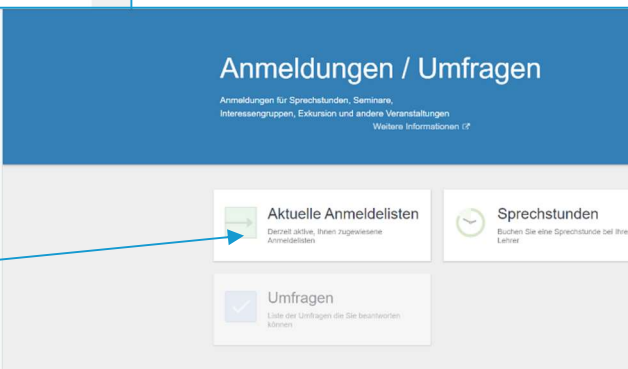 Anmeldungen / Umfragen
Anmeldungen für Sprechstunden, Seminare,
Interessengruppen, Exkursion und andere Veranstaltungen
Weitere Informationen
Aktuelle Anmeldelisten
Derzeit aktive, Ihnen zugewiesene
Anmeldelisten
Sprechstunden
Buchen Sie eine Sprechstunde bei Ihre
Lehrer
Umfragen
Liste der Umfragen die Sie beantworten
können